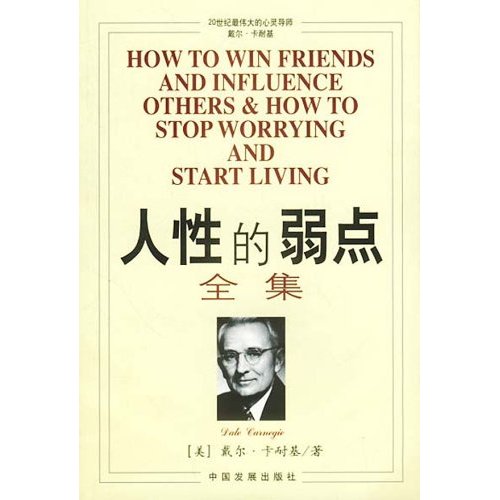 20世纪最伟大的心灵导师
戴尔·卡耐基
HOW TO WIN FRIENDS
AND INFLUENCE
OTHERS & HOW TO
STOP WORRYING
AND
START LIVING
人性的弱点
全集
Dale Carnegie
[美] 戴尔·卡耐基/著
中国发展出版社